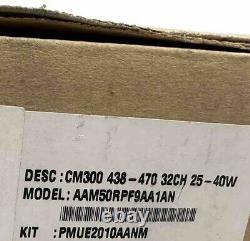 DESC :CM300 438-470 32CH 25-40W
MODEL: AAM50RPF9AA1AN
KIT : PMUE2010AANM